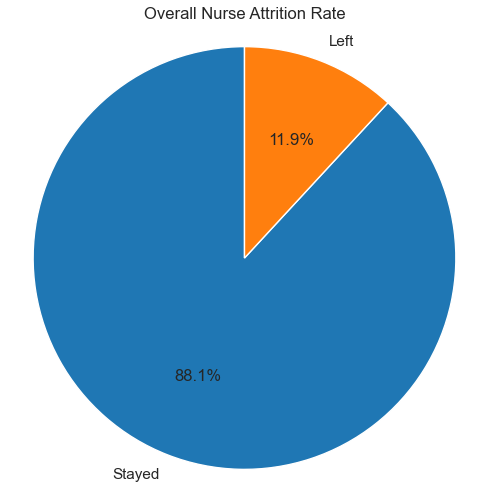 Overall Nurse Attrition Rate
Left
11.9%
88.1%
Stayed